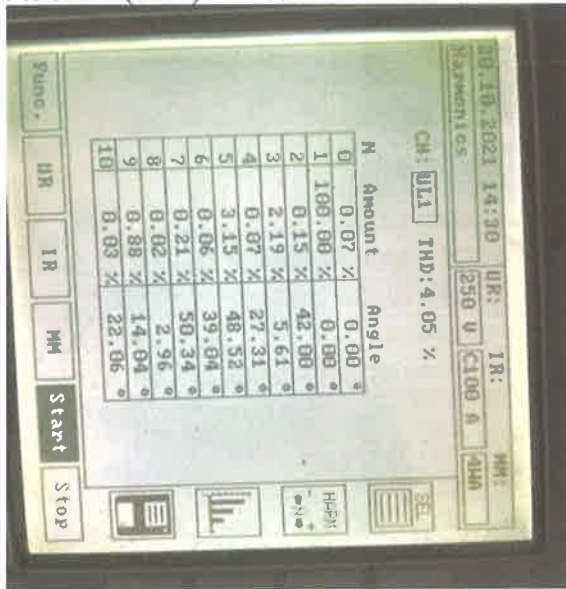 30.10.2021 14:30 UR: IR: MM:
Harmonics 250 V C100 A 4WA
CH: UL1 THD:4.05 %
N Amount Angle
0 0.07 % 0.00 °
1 100.00 % 0.00 °
2 0.15 % 42.00 °
3 2.19 % 5.61 °
4 0.07 % 27.31 °
5 3.15 % 48.52 °
6 0.06 % 39.04 °
7 0.21 % 50.34 °
8 0.02 % 2.96 °
9 0.88 % 14.04 °
10 0.03 % 22.06 °
SEL
HARM
-N+
Func. UR IR MM Start Stop